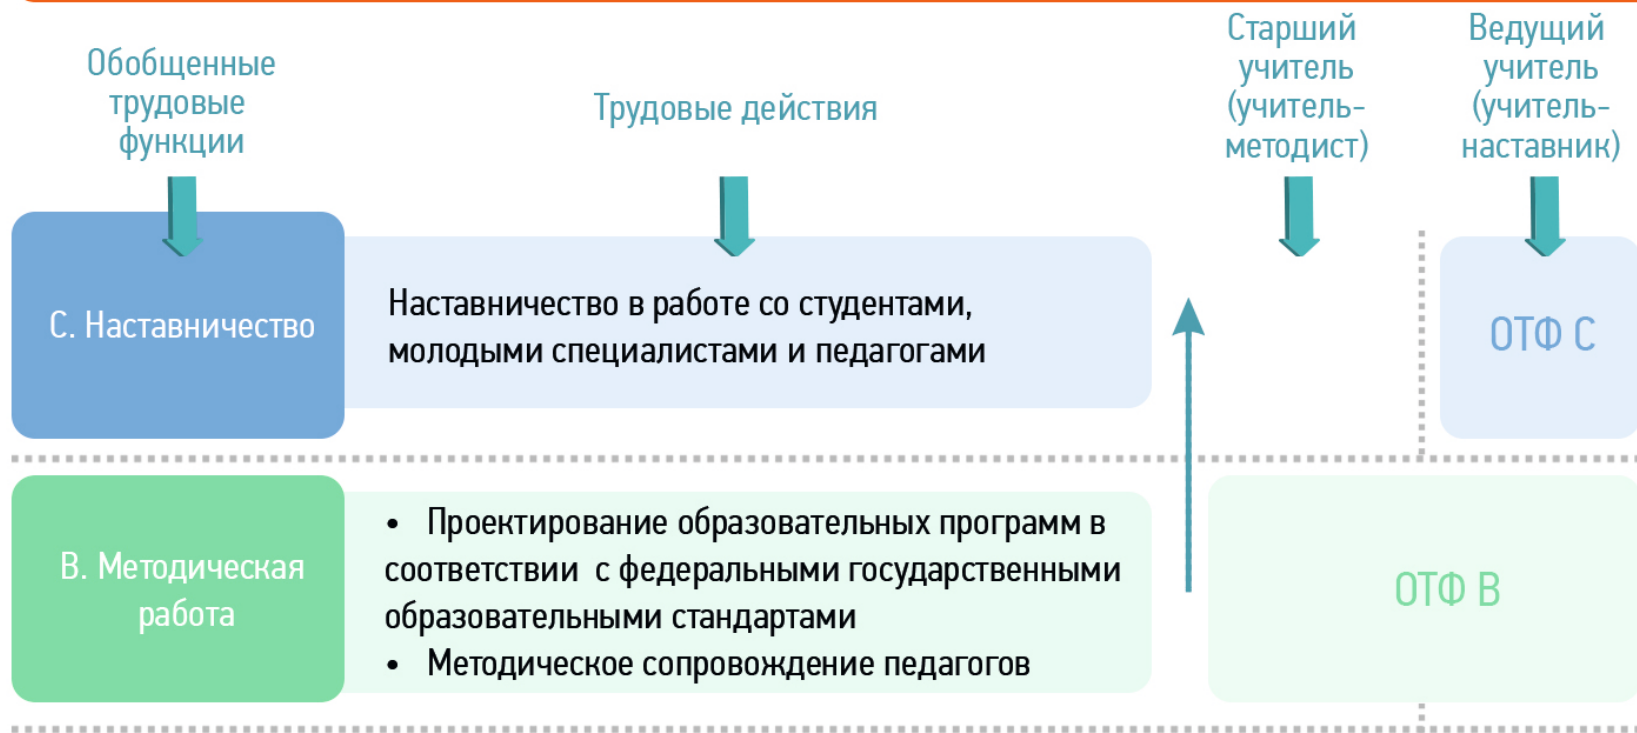 Обобщенные
трудовые
функции
Трудовые действия
Старший
учитель
(учитель-
методист)
Ведущий
учитель
(учитель-
наставник)
С. Наставничество
Наставничество в работе со студентами,
молодыми специалистами и педагогами
ОТФ С
В. Методическая
работа
• Проектирование образовательных программ в
соответствии с федеральными государственными
образовательными стандартами
• Методическое сопровождение педагогов
ОТФ В